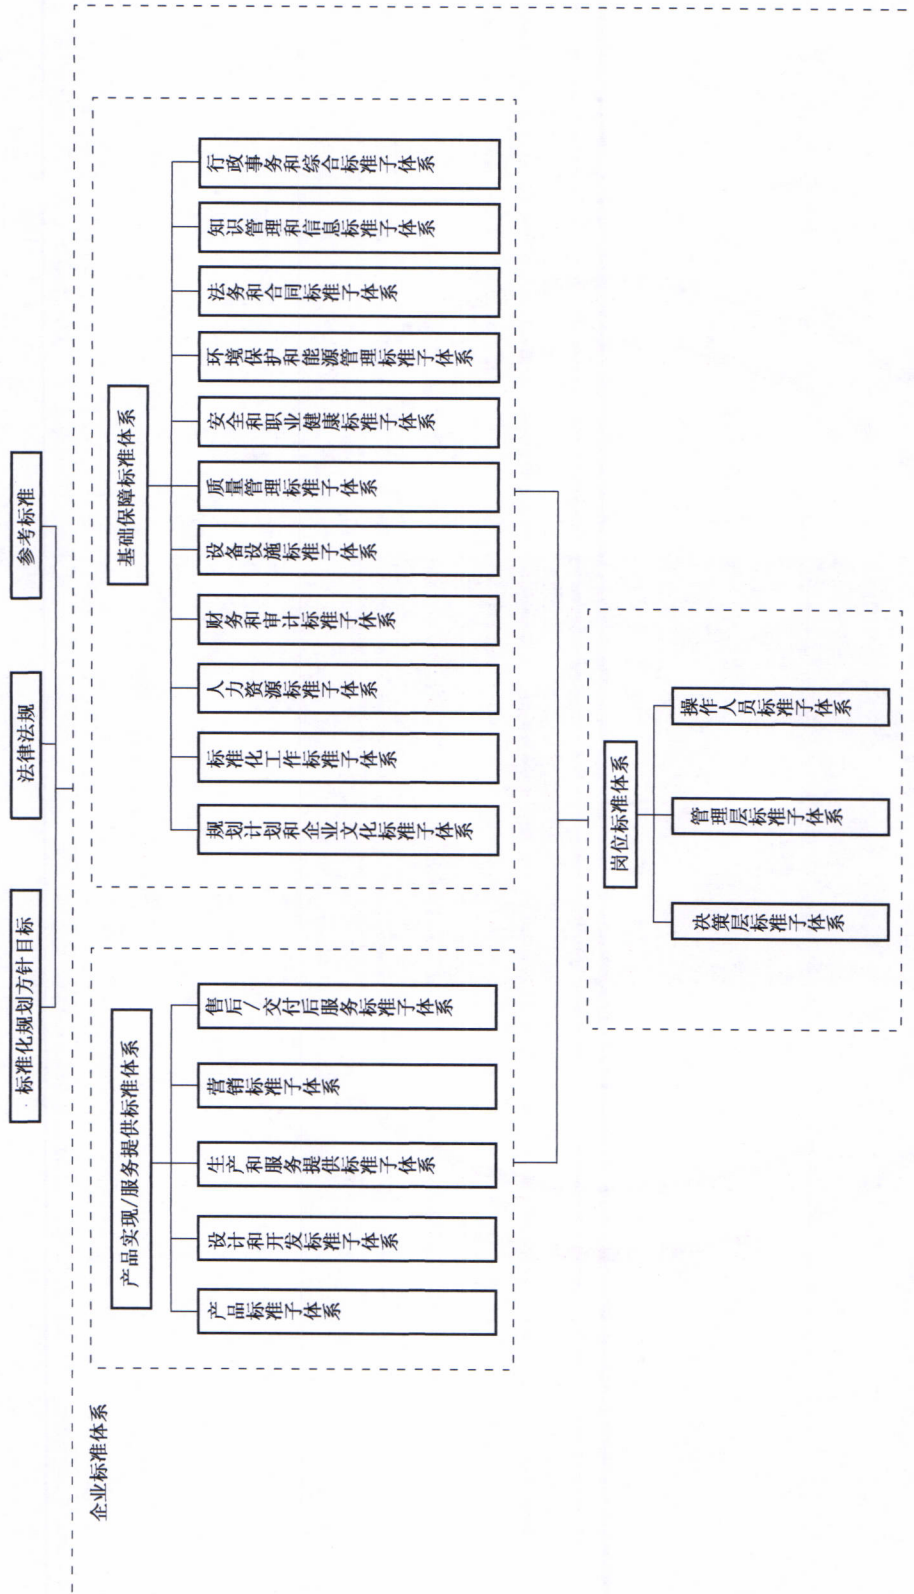 标准化规划方针目标
法律法规
参考标准
企业标准体系
产品实现/服务提供标准体系
产品标准子体系
设计和开发标准子体系
生产和服务提供标准子体系
营销标准子体系
售后/交付后服务标准子体系
基础保障标准体系
规划计划和企业文化标准子体系
标准化工作标准子体系
人力资源标准子体系
财务和审计标准子休系
设备设施标准子体系
质量管理标准子体系
安全和职业健康标准子体系
环境保护和能源管理标准子体系
法务和合同标准子体系
知识管理和信息标准子体系
行政事务和综合标准子体系
岗位标准体系
决策层标准子体系
管理层标准子体系
操作人员标准子体系